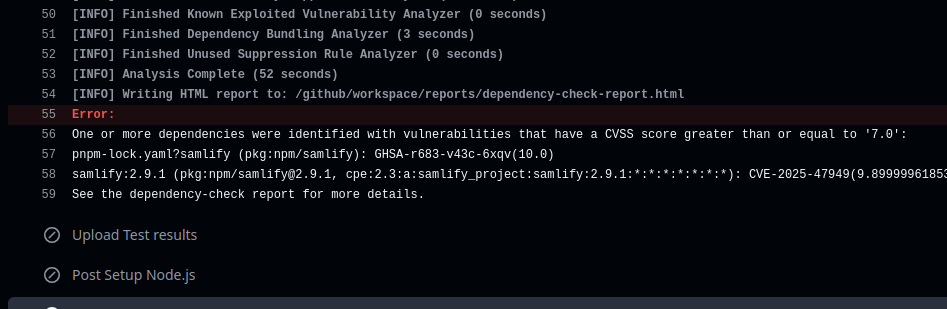 50 [INFO] Finished Known Exploited Vulnerability Analyzer (0 seconds)
51 [INFO] Finished Dependency Bundling Analyzer (3 seconds)
52 [INFO] Finished Unused Suppression Rule Analyzer (0 seconds)
53 [INFO] Analysis Complete (52 seconds)
54 [INFO] Writing HTML report to: /github/workspace/reports/dependency-check-report.html
55 Error:
56 One or more dependencies were identified with vulnerabilities that have a CVSS score greater than or equal to '7.0':
57 pnpm-lock.yaml?samlify (pkg:npm/samlify): GHSA-r683-v43c-6xqv(10.0)
58 samlify:2.9.1 (pkg:npm/samlify@2.9.1, cpe:2.3:a:samlify_project:samlify:2.9.1:*:*:*:*:*:*:*): CVE-2025-47949(9.89999961853
59 See the dependency-check report for more details.
Upload Test results
Post Setup Node.js